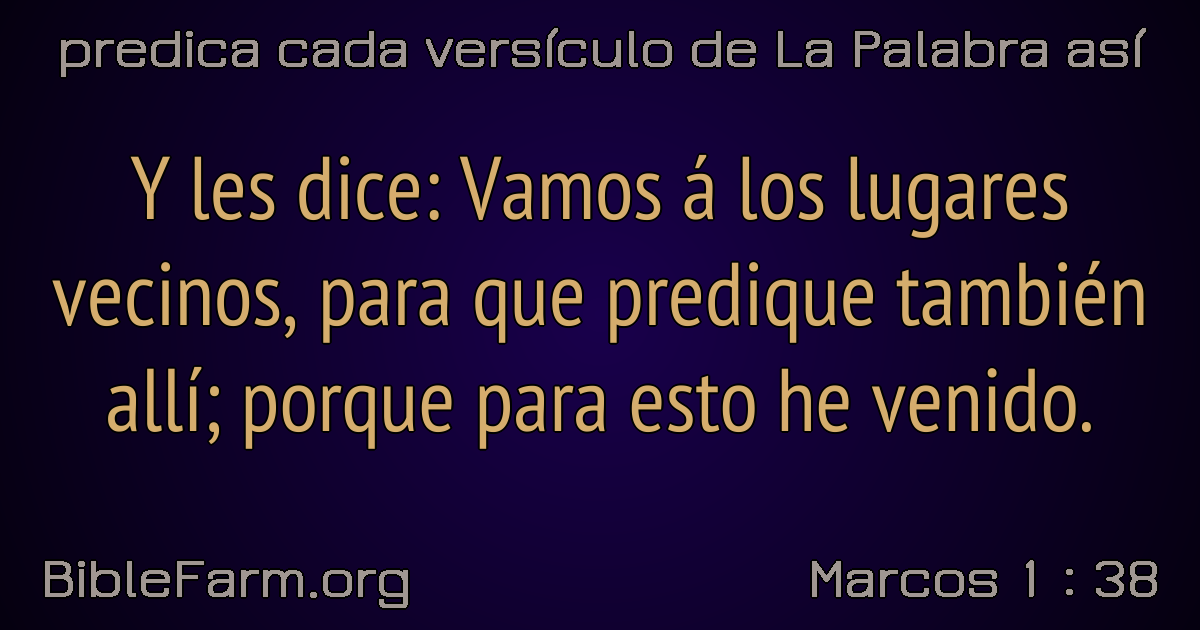 predica cada versículo de La Palabra así
Y les dice: Vamos á los lugares
vecinos, para que predique también
allí; porque para esto he venido.
BibleFarm.org
Marcos 1 : 38